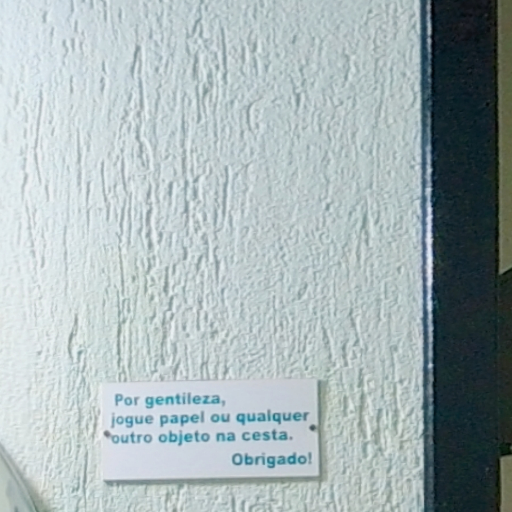 Por gentileza,
jogue papel ou qualquer
outro objeto na cesta.
Obrigado!